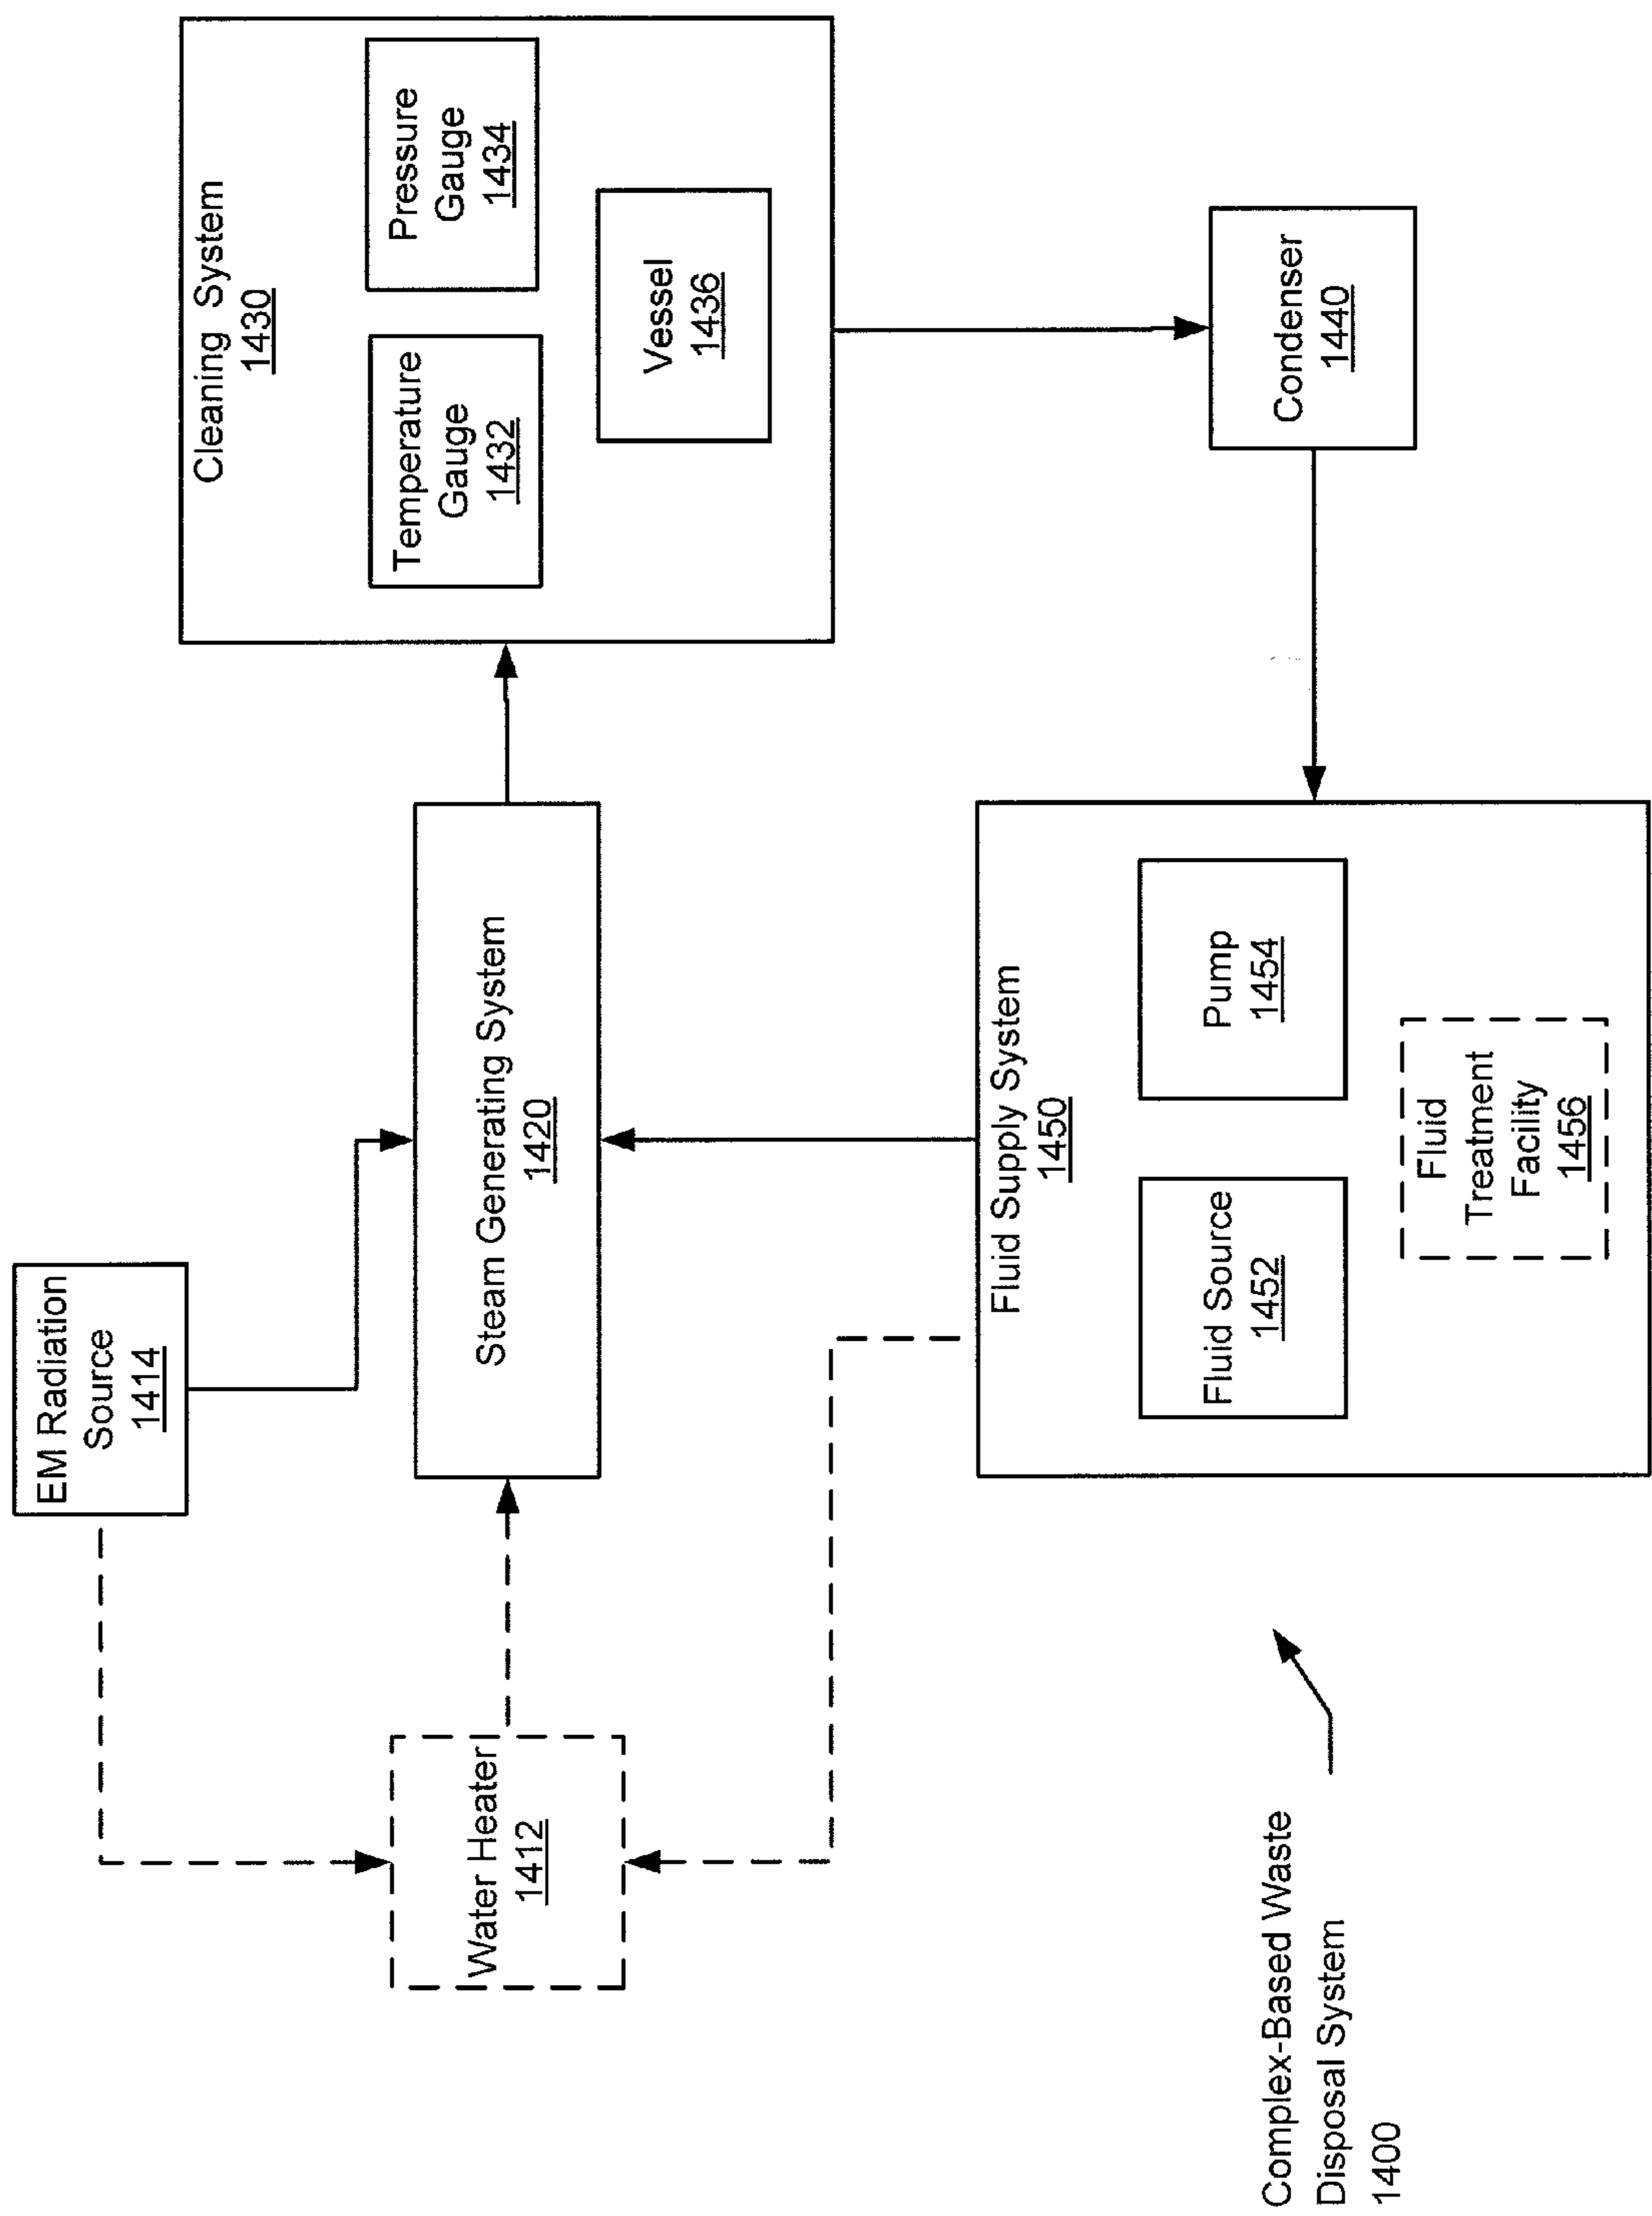 EM Radiation
Source
1414
Water Heater
1412
Steam Generating System
1420
Cleaning System
1430
Temperature
Gauge
1432
Pressure
Gauge
1434
Vessel
1436
Condenser
1440
Fluid Supply System
1450
Fluid Source
1452
Pump
1454
Fluid
Treatment
Facility
1456
Complex-Based Waste
Disposal System
1400